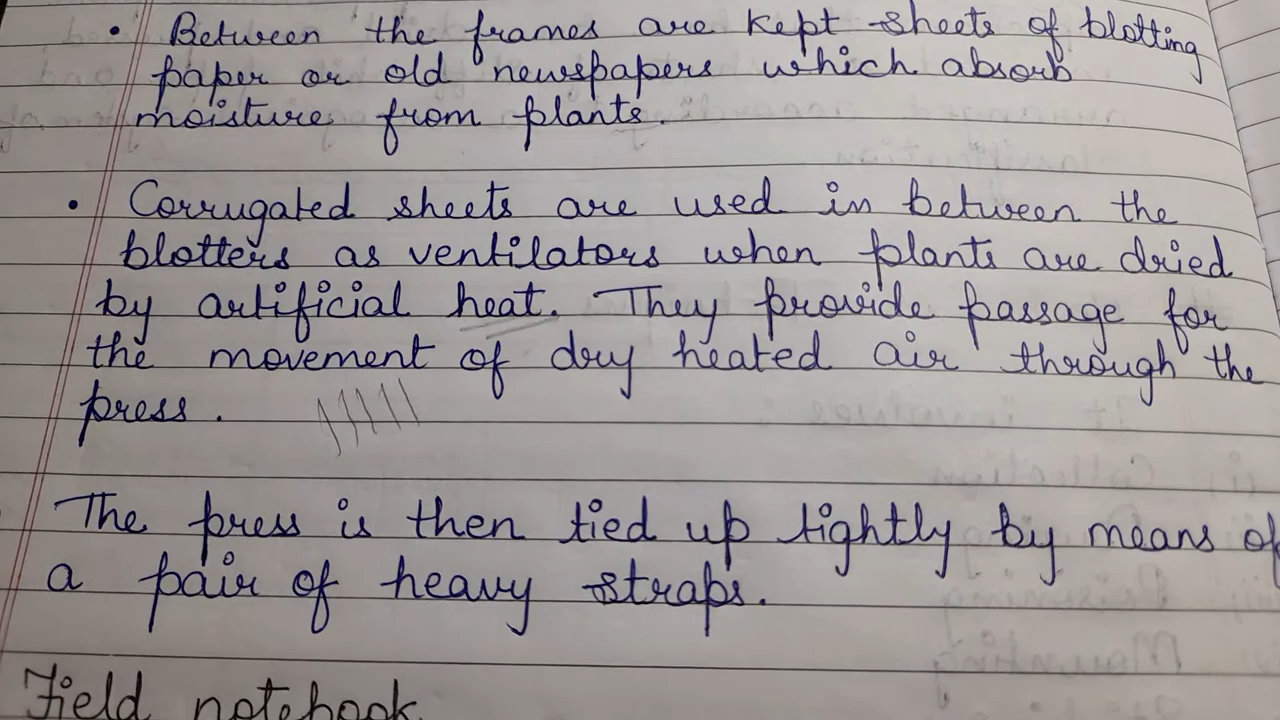 • Between the frames are kept sheets of blotting
paper or old newspapers which absorb
moisture from plants.
• Corrugated sheets are used in between the
blotters as ventilators when plants are dried
by artificial heat. They provide passage for
the movement of dry heated air through the
press.
The press is then tied up tightly by means of
a pair of heavy straps.
Field notebook